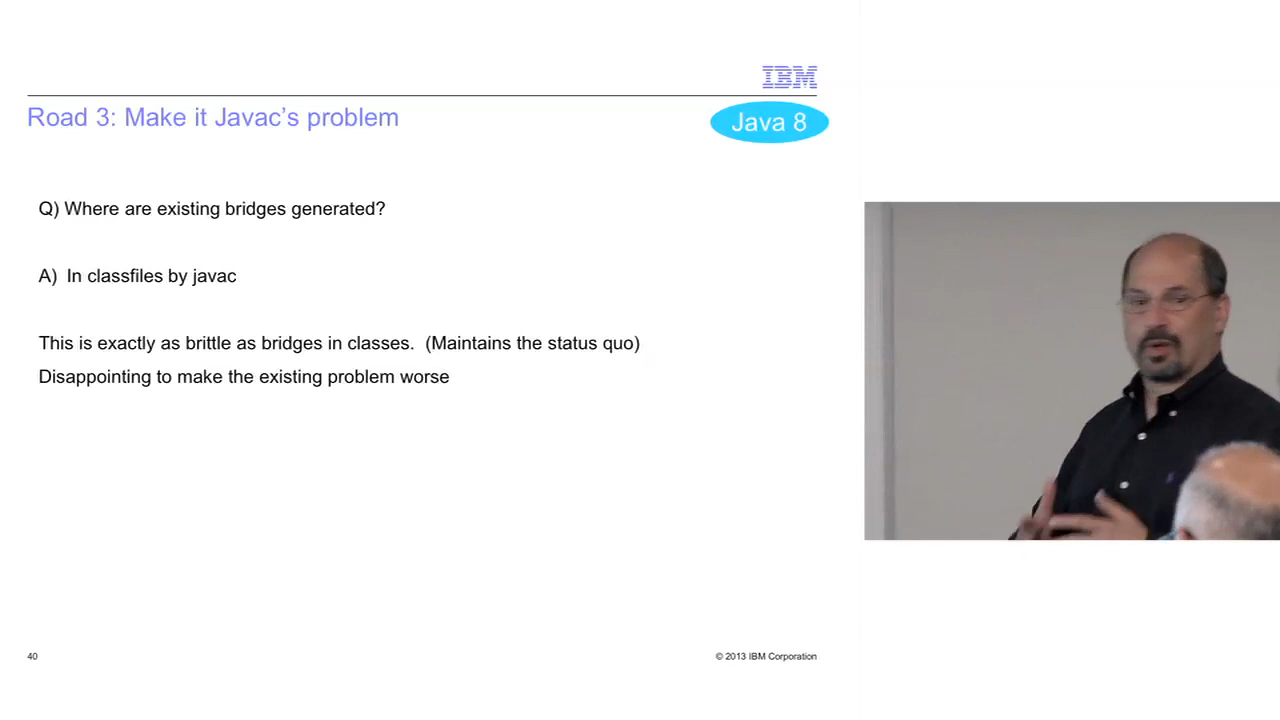 IBM
Road 3: Make it Javac's problem
Java 8
Q) Where are existing bridges generated?
A) In classfiles by javac
This is exactly as brittle as bridges in classes. (Maintains the status quo)
Disappointing to make the existing problem worse
40
© 2013 IBM Corporation